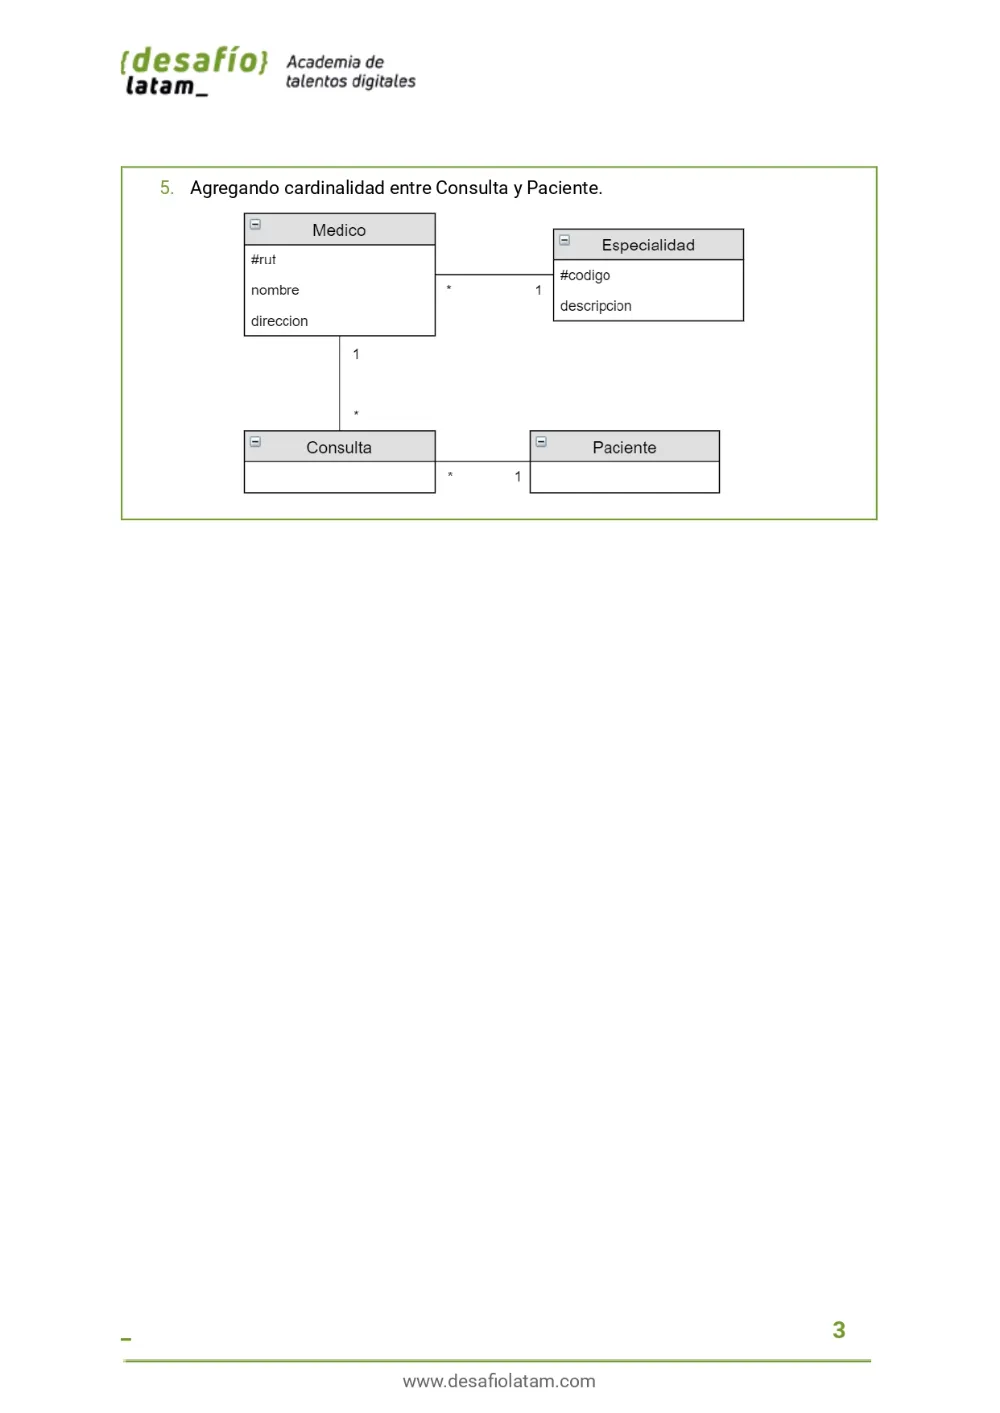 {desafío}
latam_
Academia de
talentos digitales
5. Agregando cardinalidad entre Consulta y Paciente.
Medico
#rut
nombre
direccion
* 1
Especialidad
#codigo
descripcion
1
*
Consulta
* 1
Paciente
_
3
www.desafiolatam.com